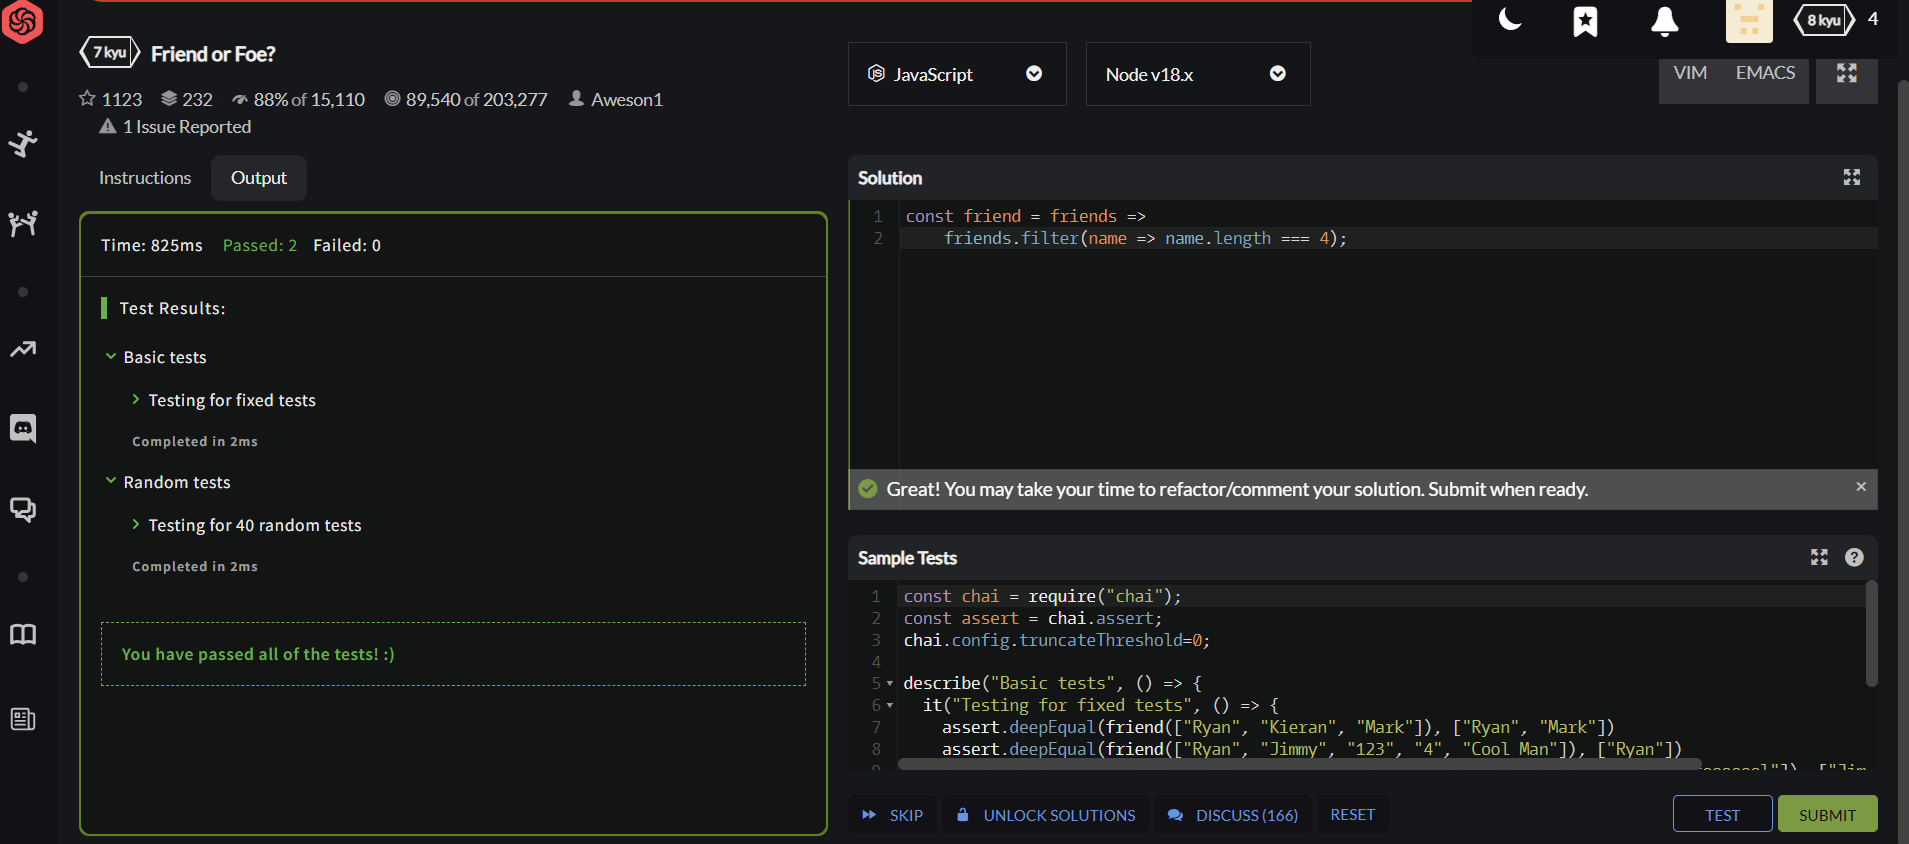 7 kyu Friend or Foe?
1123 232 88% of 15,110 89,540 of 203,277 Aweson1
1 Issue Reported
JavaScript
Node v18.x
8 kyu 4
VIM EMACS
Instructions Output
Time: 825ms Passed: 2 Failed: 0
Test Results:
Basic tests
Testing for fixed tests
Completed in 2ms
Random tests
Testing for 40 random tests
Completed in 2ms
You have passed all of the tests! :)
Solution
1 const friend = friends =>
2 friends.filter(name => name.length === 4);
Great! You may take your time to refactor/comment your solution. Submit when ready.
Sample Tests
1 const chai = require("chai");
2 const assert = chai.assert;
3 chai.config.truncateThreshold=0;
4
5 describe("Basic tests", () => {
6 it("Testing for fixed tests", () => {
7 assert.deepEqual(friend(["Ryan", "Kieran", "Mark"]), ["Ryan", "Mark"])
8 assert.deepEqual(friend(["Ryan", "Jimmy", "123", "4", "Cool Man"]), ["Ryan"])
SKIP UNLOCK SOLUTIONS DISCUSS (166) RESET TEST SUBMIT